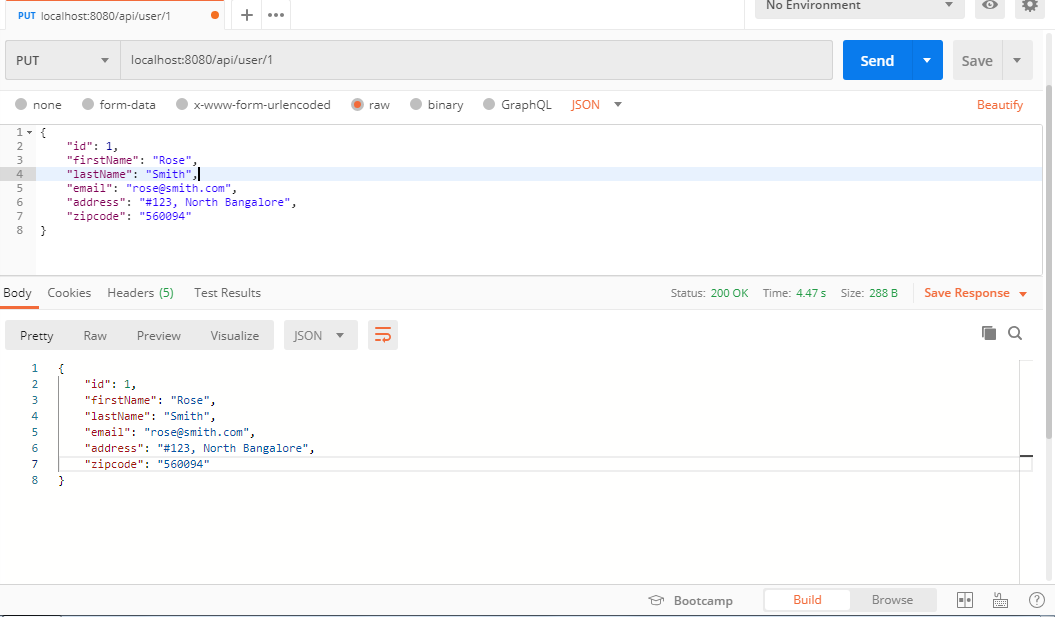 PUT localhost:8080/api/user/1
No Environment
PUT localhost:8080/api/user/1 Send Save
none form-data x-www-form-urlencoded raw binary GraphQL JSON Beautify
1 {
2 "id": 1,
3 "firstName": "Rose",
4 "lastName": "Smith",
5 "email": "rose@smith.com",
6 "address": "#123, North Bangalore",
7 "zipcode": "560094"
8 }
Body Cookies Headers (5) Test Results Status: 200 OK Time: 4.47 s Size: 288 B Save Response
Pretty Raw Preview Visualize JSON
1 {
2 "id": 1,
3 "firstName": "Rose",
4 "lastName": "Smith",
5 "email": "rose@smith.com",
6 "address": "#123, North Bangalore",
7 "zipcode": "560094"
8 }
Bootcamp Build Browse ?